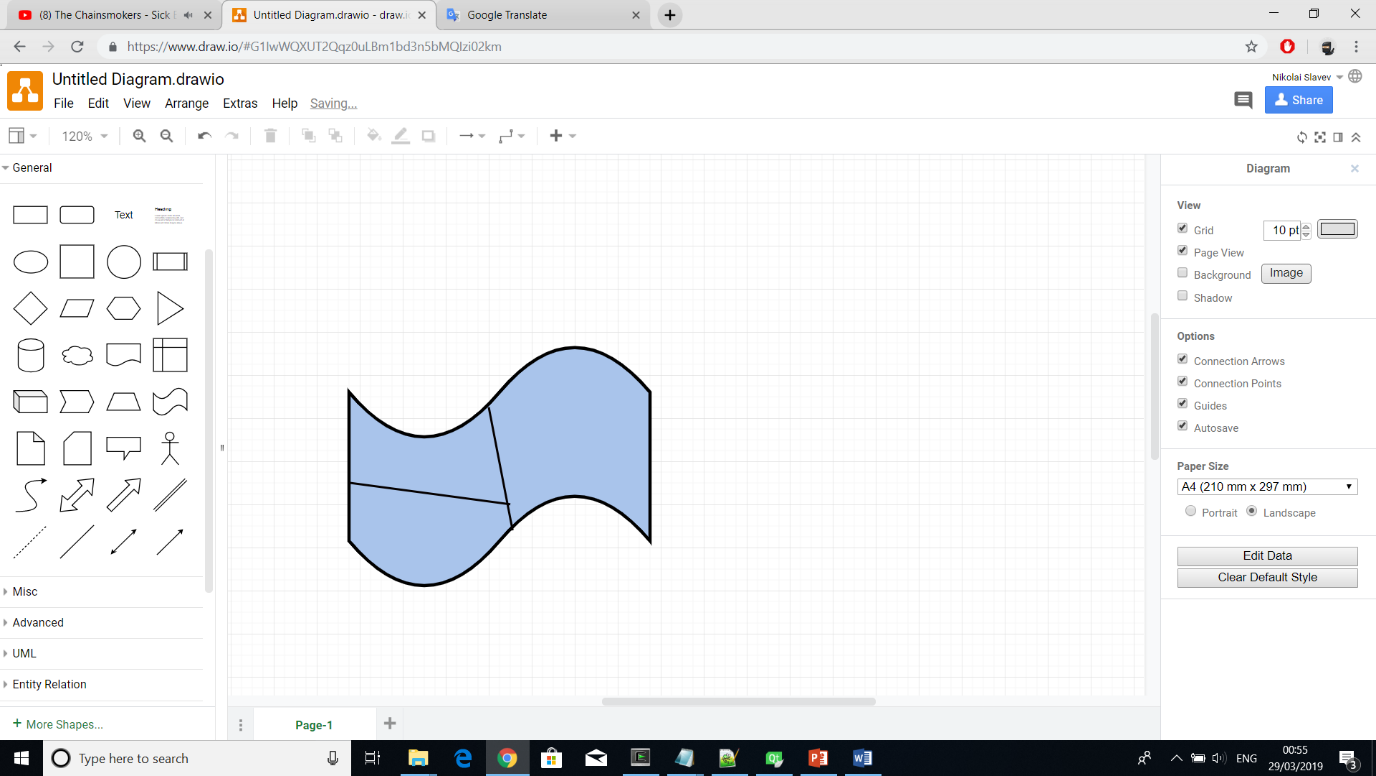 (8) The Chainsmokers - Sick
Untitled Diagram.drawio - draw.i
Google Translate
https://www.draw.io/#G1IwWQXUT2Qqz0uLBm1bd3n5bMQIzi02km
Untitled Diagram.drawio
Nikolai Slavev
File Edit View Arrange Extras Help Saving...
Share
120%
General
Diagram
Text
Heading
View
Grid 10 pt
Page View
Background Image
Shadow
Options
Connection Arrows
Connection Points
Guides
Autosave
Paper Size
A4 (210 mm x 297 mm)
Portrait Landscape
Edit Data
Clear Default Style
Misc
Advanced
UML
Entity Relation
+ More Shapes...
Page-1
Type here to search
ENG
00:55
29/03/2019
3